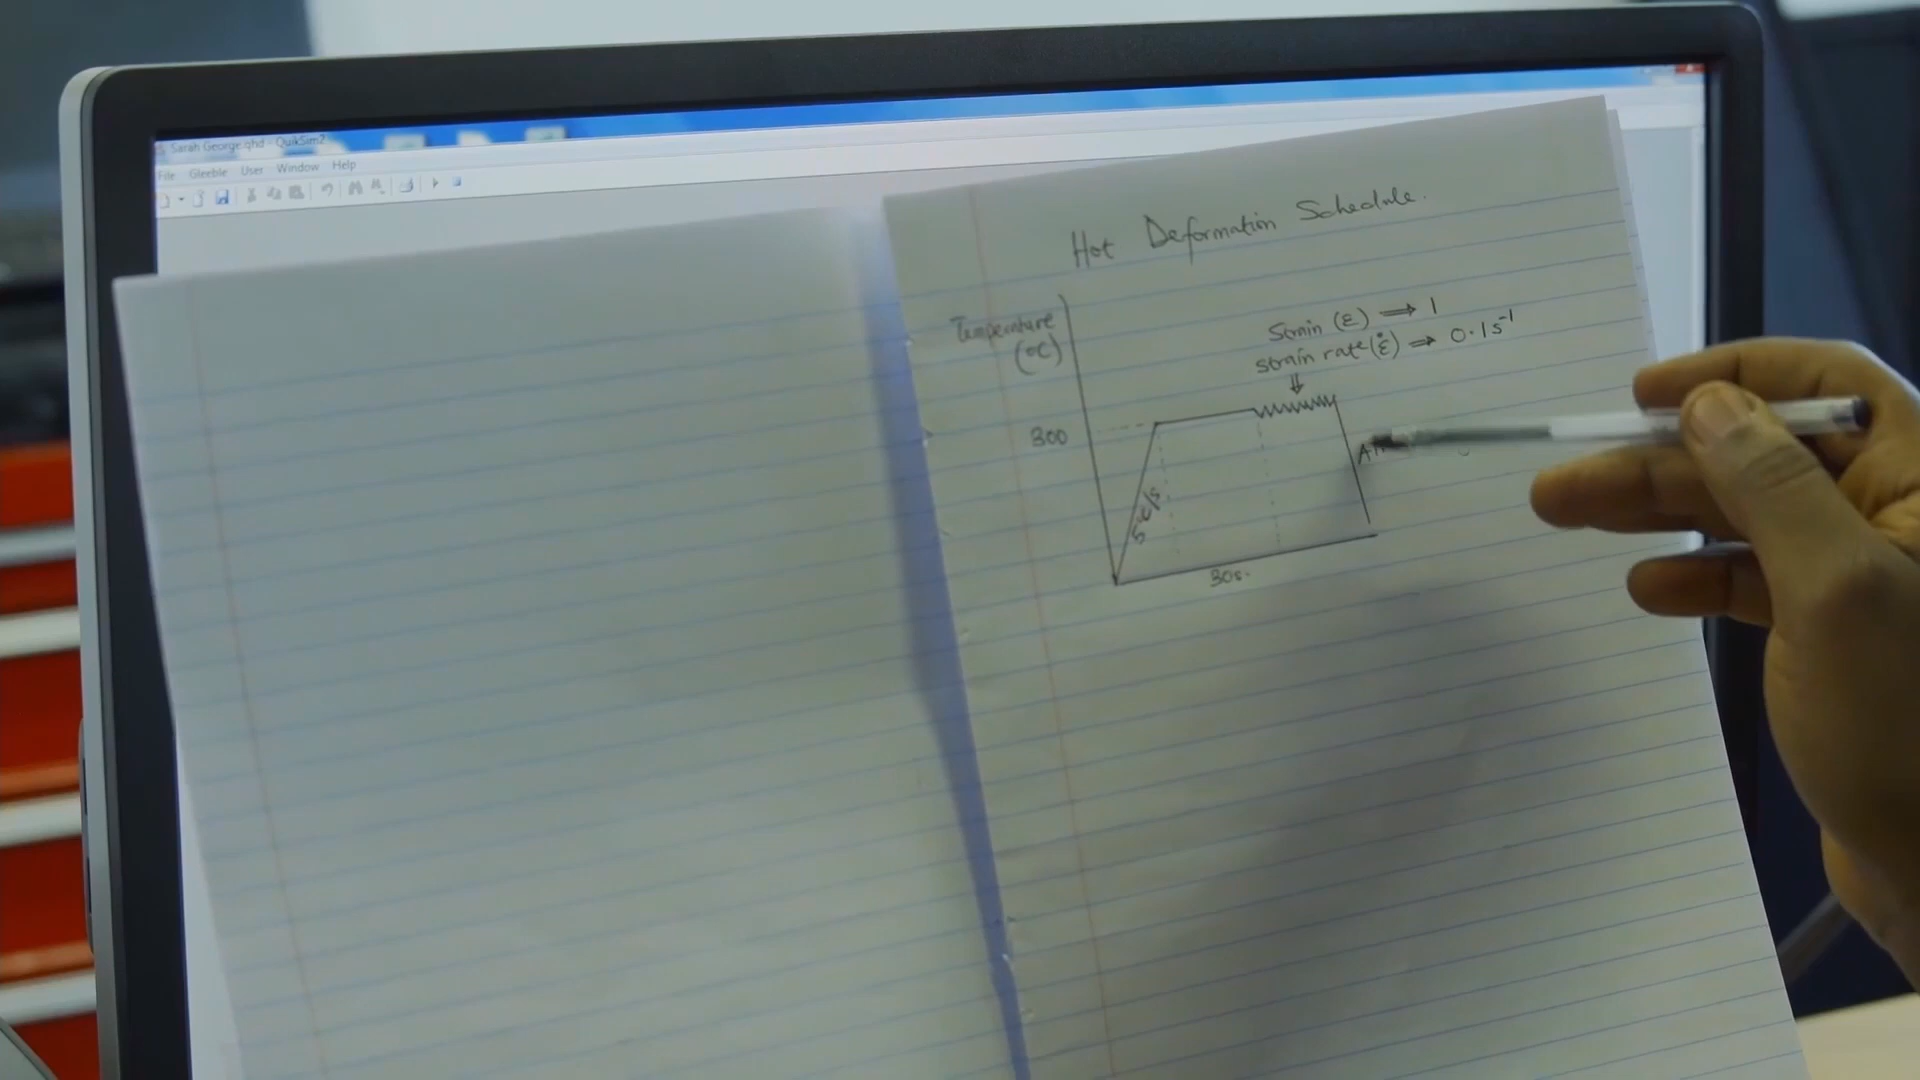 Sarah George.qhd - QuikSim2
File Gleeble User Window Help
Hot Deformation Schedule.
Temperature
(°C)
Strain (ε) ⟹ 1
strain rate (ε̇) ⟹ 0.1 s⁻¹
⇓
300
5°C/s
30s.